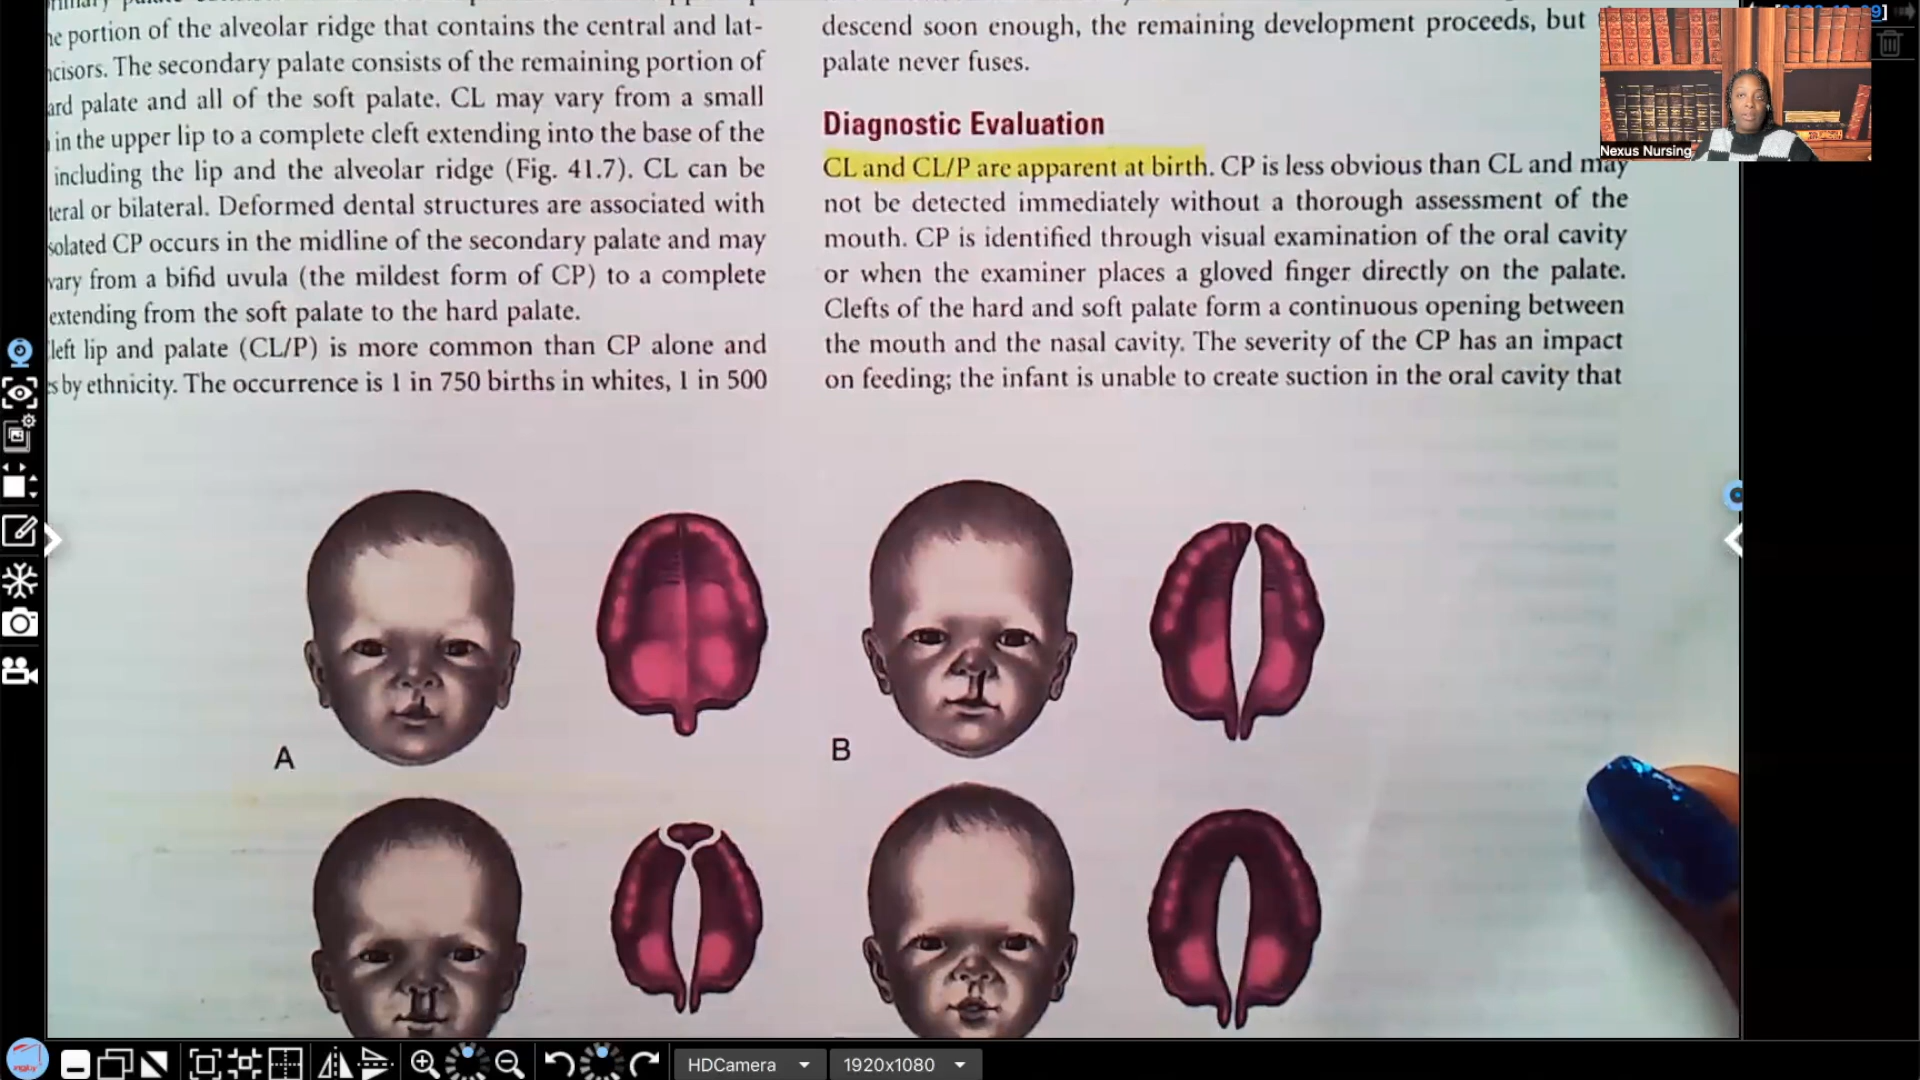 portion of the alveolar ridge that contains the central and lat-
The secondary palate consists of the remaining portion of
palate and all of the soft palate. CL may vary from a small
in the upper lip to a complete cleft extending into the base of the
including the lip and the alveolar ridge (Fig. 41.7). CL can be
or bilateral. Deformed dental structures are associated with
CP occurs in the midline of the secondary palate and may
vary from a bifid uvula (the mildest form of CP) to a complete
extending from the soft palate to the hard palate.
lip and palate (CL/P) is more common than CP alone and
by ethnicity. The occurrence is 1 in 750 births in whites, 1 in 500
descend soon enough, the remaining development proceeds, but
palate never fuses.
Diagnostic Evaluation
CL and CL/P are apparent at birth. CP is less obvious than CL and may
not be detected immediately without a thorough assessment of the
mouth. CP is identified through visual examination of the oral cavity
or when the examiner places a gloved finger directly on the palate.
Clefts of the hard and soft palate form a continuous opening between
the mouth and the nasal cavity. The severity of the CP has an impact
on feeding; the infant is unable to create suction in the oral cavity that
A
B
Nexus Nursing
HDCamera
1920x1080